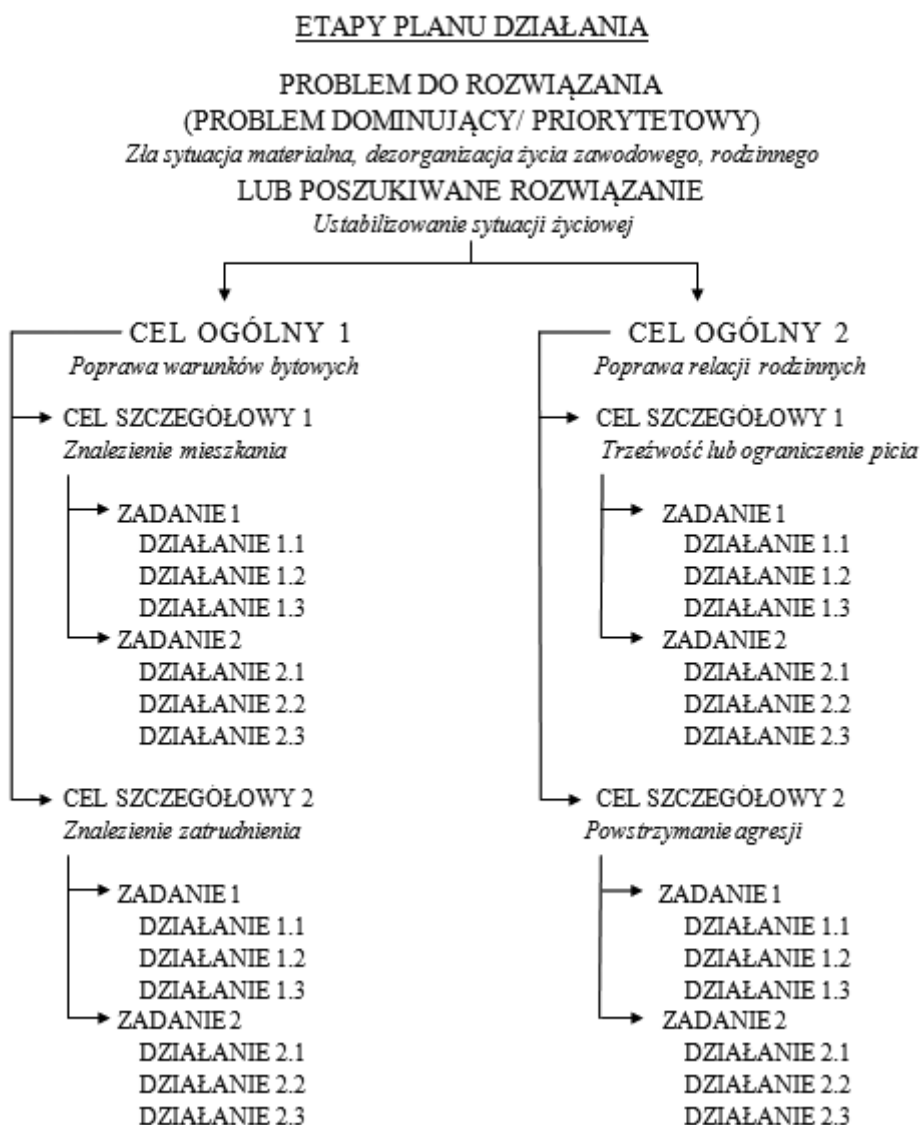 ETAPY PLANU DZIAŁANIA
PROBLEM DO ROZWIĄZANIA
(PROBLEM DOMINUJĄCY/ PRIORYTETOWY)
Zła sytuacja materialna, dezorganizacja życia zawodowego, rodzinnego
LUB POSZUKIWANE ROZWIĄZANIE
Ustabilizowanie sytuacji życiowej
CEL OGÓLNY 1
Poprawa warunków bytowych
CEL SZCZEGÓŁOWY 1
Znalezienie mieszkania
ZADANIE 1
DZIAŁANIE 1.1
DZIAŁANIE 1.2
DZIAŁANIE 1.3
ZADANIE 2
DZIAŁANIE 2.1
DZIAŁANIE 2.2
DZIAŁANIE 2.3
CEL SZCZEGÓŁOWY 2
Znalezienie zatrudnienia
ZADANIE 1
DZIAŁANIE 1.1
DZIAŁANIE 1.2
DZIAŁANIE 1.3
ZADANIE 2
DZIAŁANIE 2.1
DZIAŁANIE 2.2
DZIAŁANIE 2.3
CEL OGÓLNY 2
Poprawa relacji rodzinnych
CEL SZCZEGÓŁOWY 1
Trzeźwość lub ograniczenie picia
ZADANIE 1
DZIAŁANIE 1.1
DZIAŁANIE 1.2
DZIAŁANIE 1.3
ZADANIE 2
DZIAŁANIE 2.1
DZIAŁANIE 2.2
DZIAŁANIE 2.3
CEL SZCZEGÓŁOWY 2
Powstrzymanie agresji
ZADANIE 1
DZIAŁANIE 1.1
DZIAŁANIE 1.2
DZIAŁANIE 1.3
ZADANIE 2
DZIAŁANIE 2.1
DZIAŁANIE 2.2
DZIAŁANIE 2.3